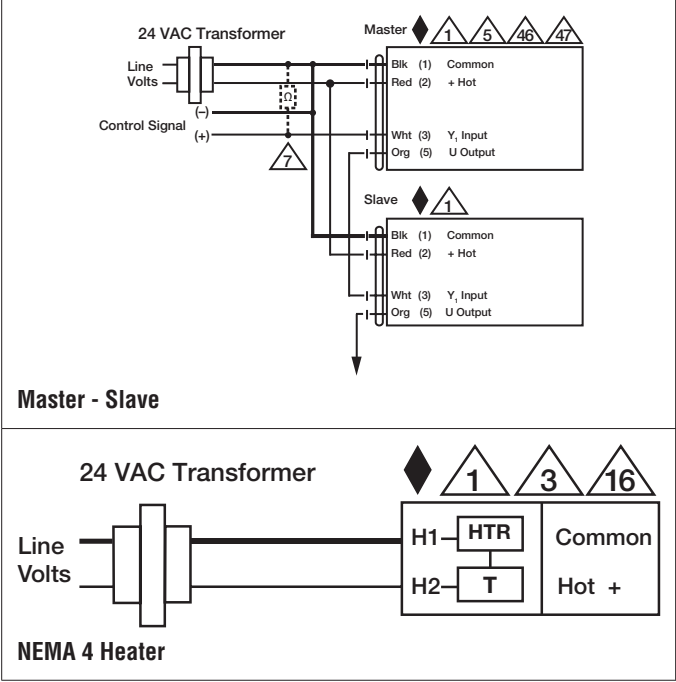 24 VAC Transformer
Line
Volts
Control Signal
(–)
(+)
Ω
7
Master 1 5 46 47
Blk (1) Common
Red (2) + Hot
Wht (3) Y₁ Input
Org (5) U Output
Slave 1
Blk (1) Common
Red (2) + Hot
Wht (3) Y₁ Input
Org (5) U Output
Master - Slave
24 VAC Transformer
1 3 16
Line
Volts
H1 HTR Common
H2 T Hot +
NEMA 4 Heater